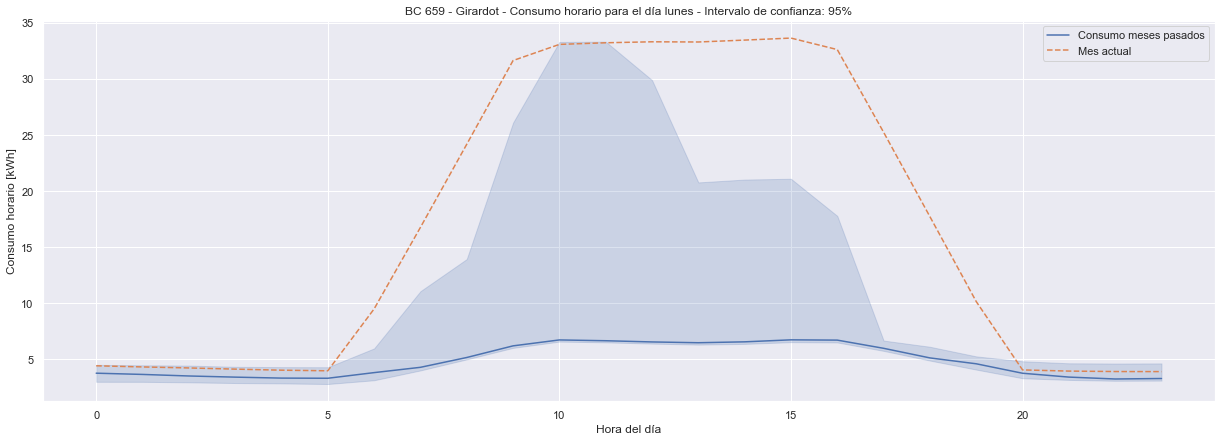 BC 659 - Girardot - Consumo horario para el día lunes - Intervalo de confianza: 95%
Consumo meses pasados
Mes actual
Consumo horario [kWh]
35
30
25
20
15
10
5
0
5
10
15
20
Hora del día